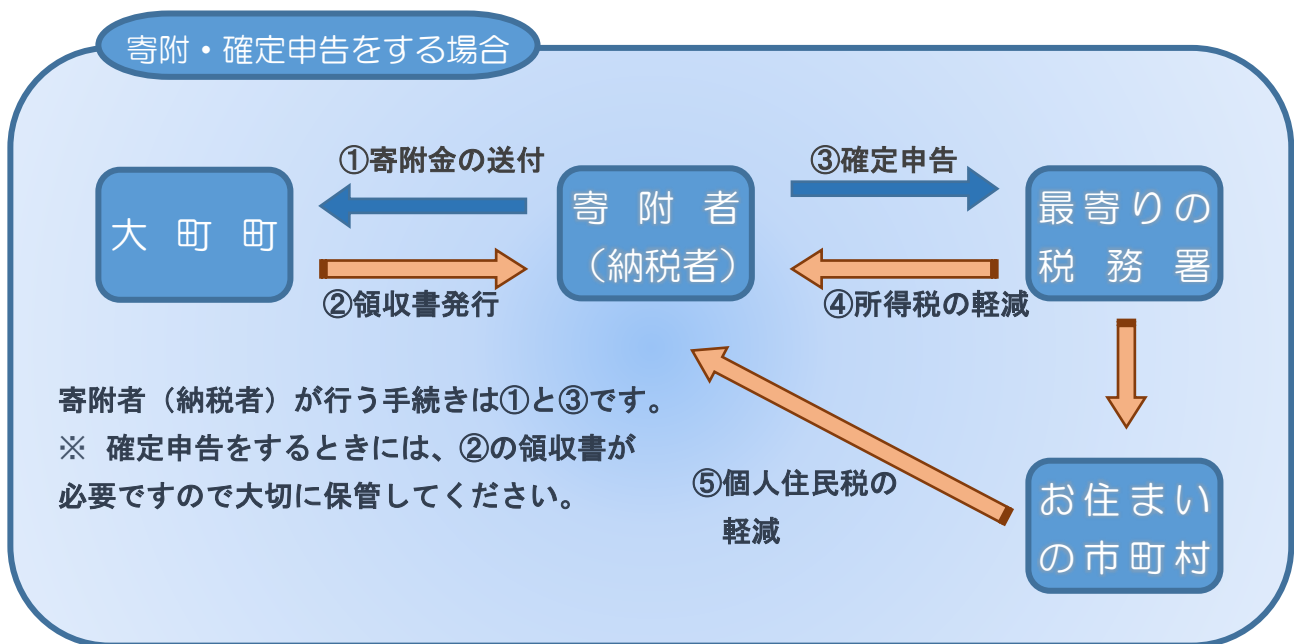 寄附・確定申告をする場合
①寄附金の送付
③確定申告
大町町
寄附者
（納税者）
最寄りの
税務署
②領収書発行
④所得税の軽減
寄附者（納税者）が行う手続きは①と③です。
※ 確定申告をするときには、②の領収書が
必要ですので大切に保管してください。
⑤個人住民税の
軽減
お住まい
の市町村